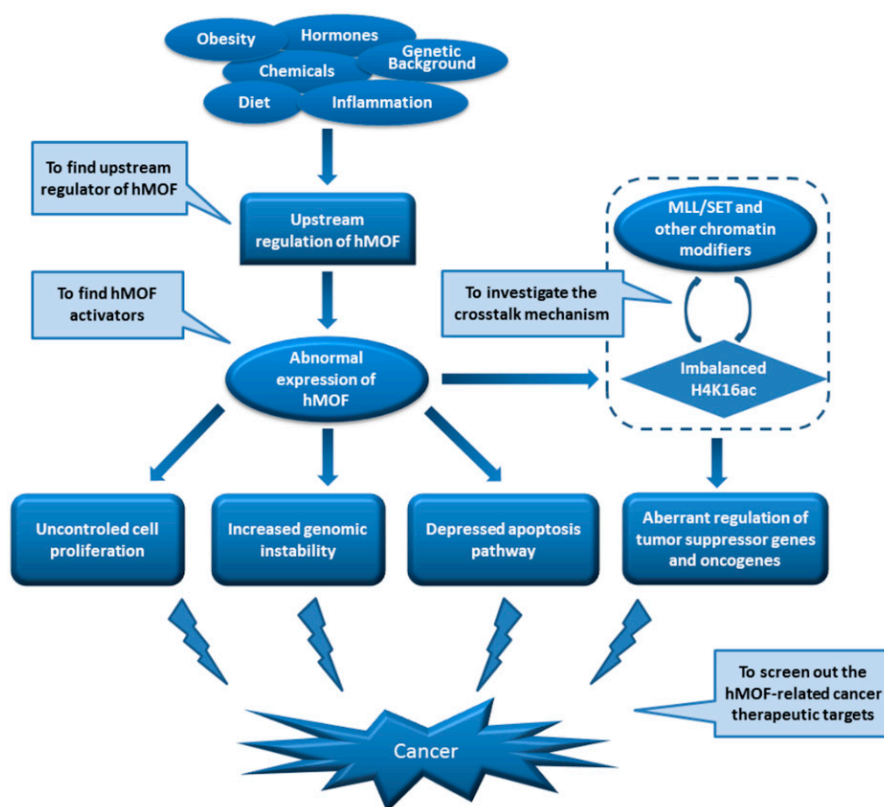 Obesity
Hormones
Genetic
Background
Chemicals
Diet
Inflammation
To find upstream
regulator of hMOF
Upstream
regulation of hMOF
MLL/SET and
other chromatin
modifiers
To find hMOF
activators
To investigate the
crosstalk mechanism
Abnormal
expression of
hMOF
Imbalanced
H4K16ac
Uncontroled cell
proliferation
Increased genomic
instability
Depressed apoptosis
pathway
Aberrant regulation of
tumor suppressor genes
and oncogenes
To screen out the
hMOF-related cancer
therapeutic targets
Cancer